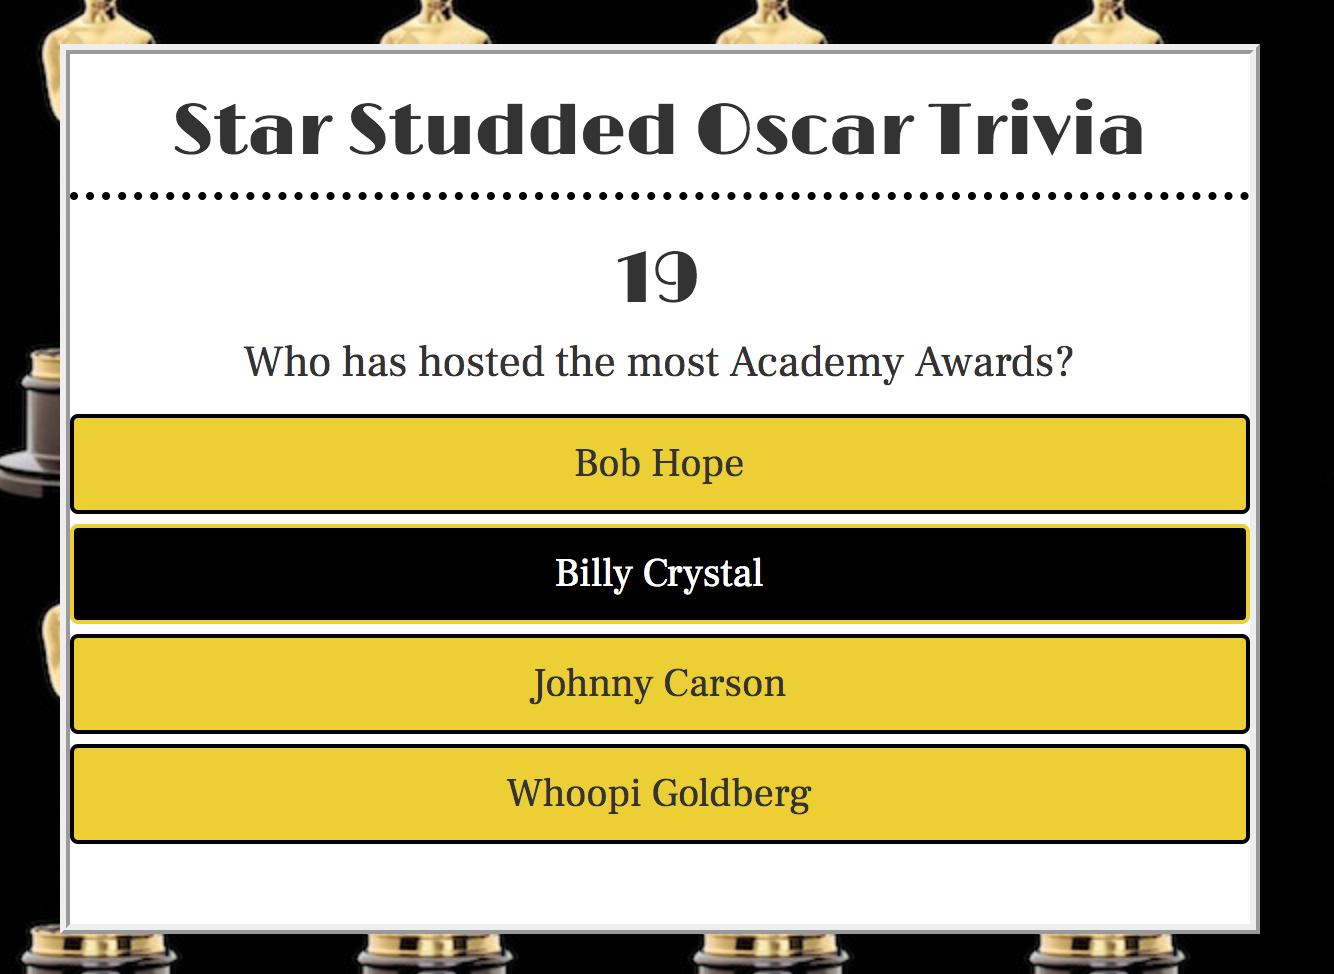 Star Studded Oscar Trivia
19
Who has hosted the most Academy Awards?
Bob Hope
Billy Crystal
Johnny Carson
Whoopi Goldberg